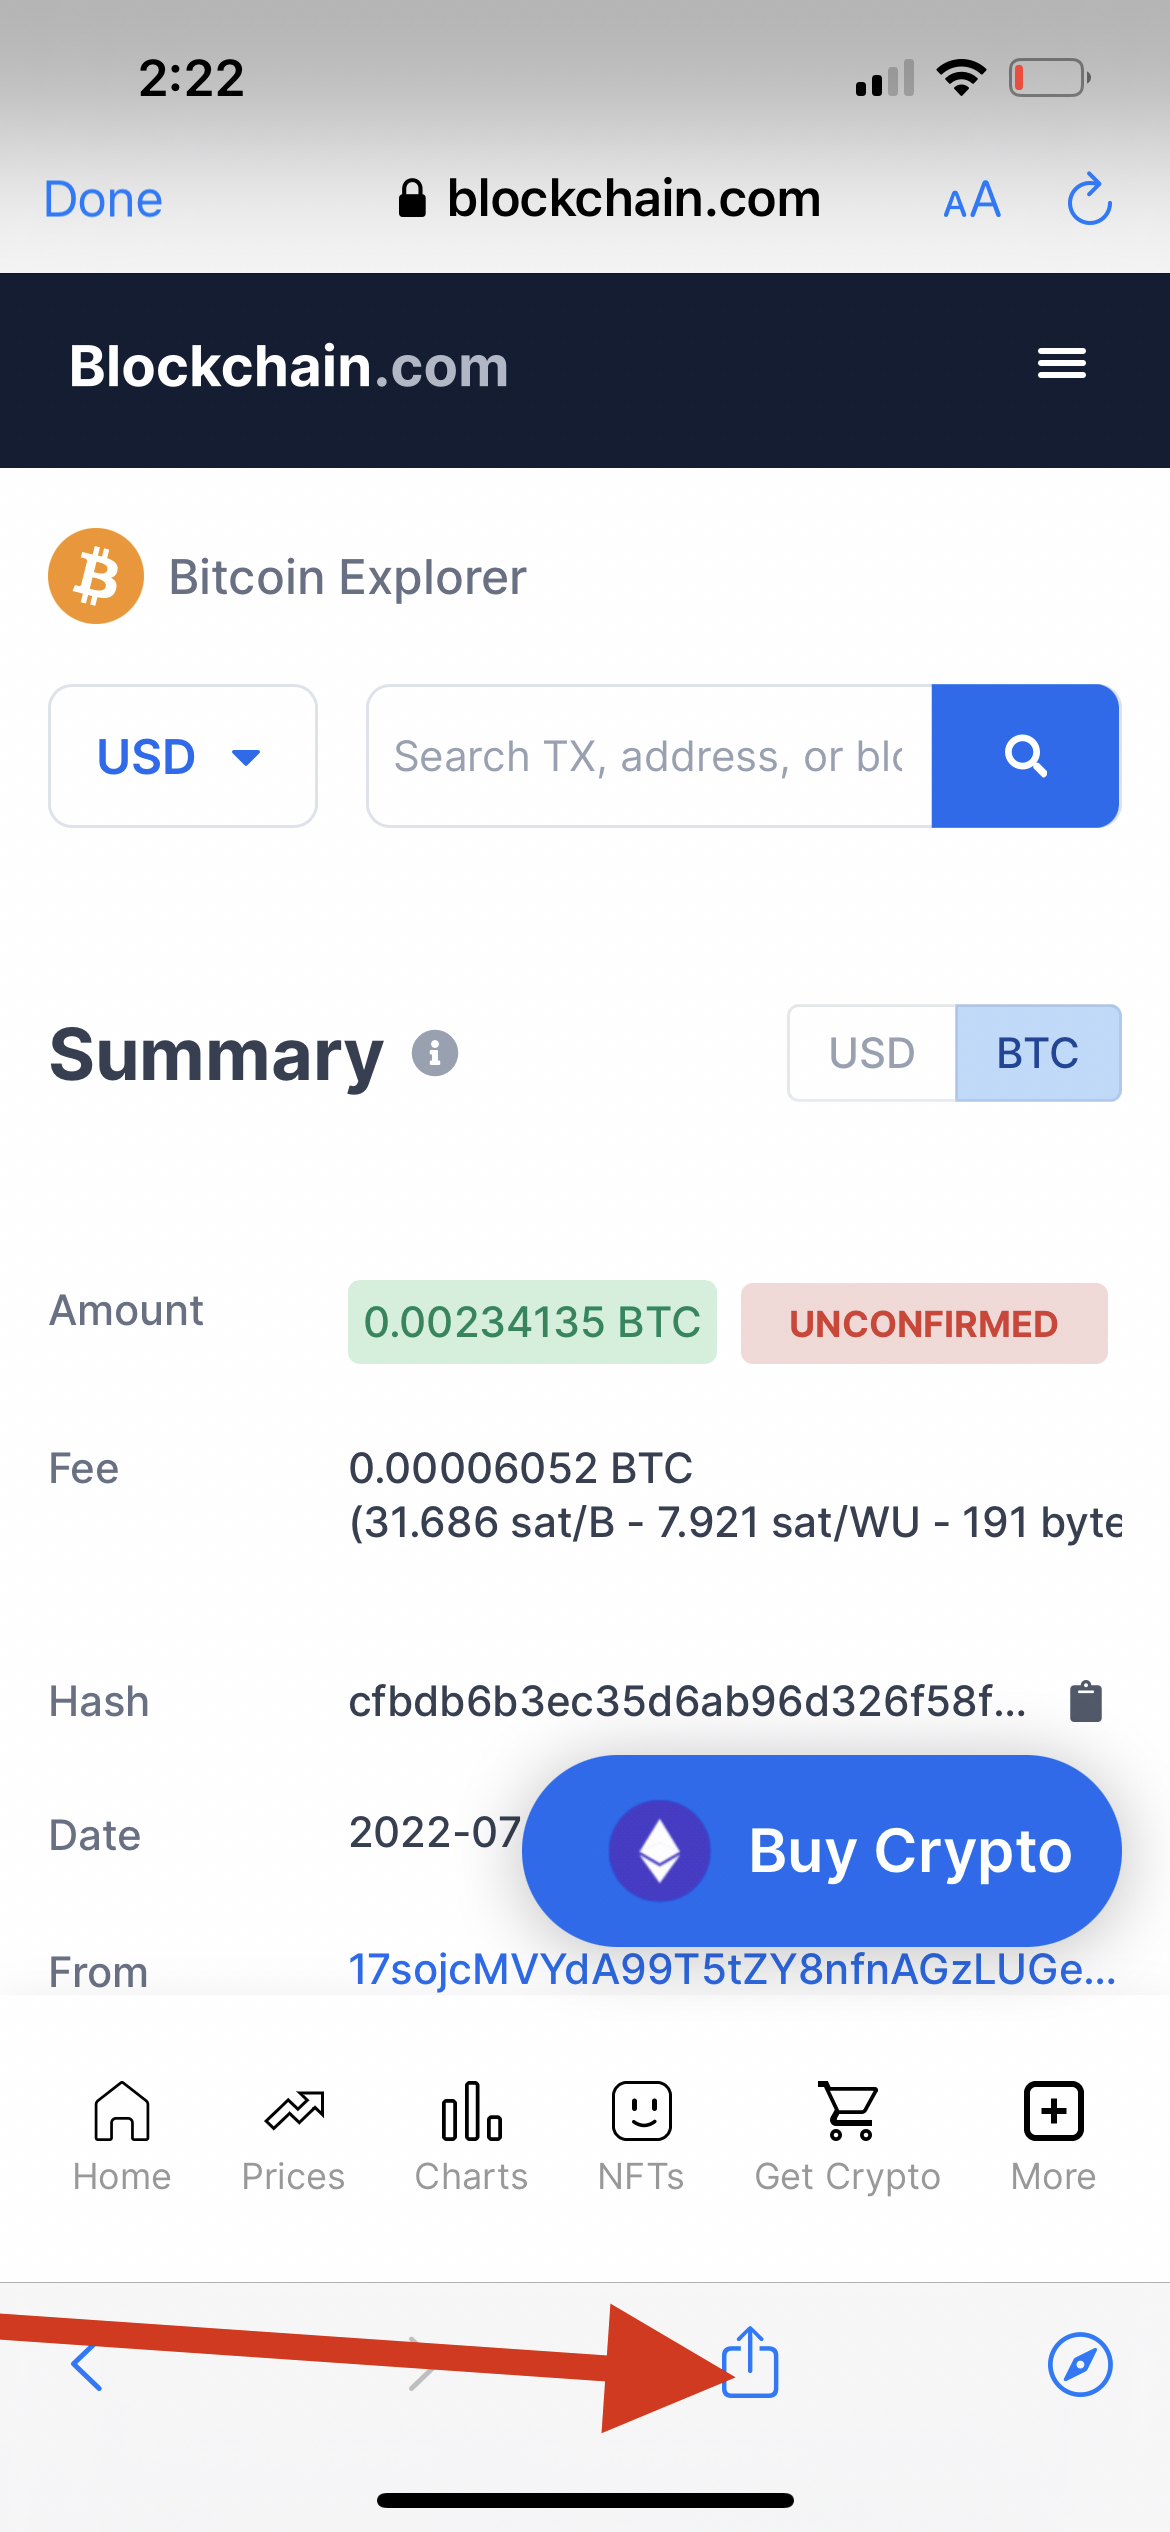 2:22
Done
blockchain.com
AA
Blockchain.com
Bitcoin Explorer
USD
Search TX, address, or blo
Summary
USD BTC
Amount 0.00234135 BTC UNCONFIRMED
Fee 0.00006052 BTC
(31.686 sat/B - 7.921 sat/WU - 191 byte
Hash cfbdb6b3ec35d6ab96d326f58f...
Date 2022-07
Buy Crypto
From 17sojcMVYdA99T5tZY8nfnAGzLUGe...
Home Prices Charts NFTs Get Crypto More